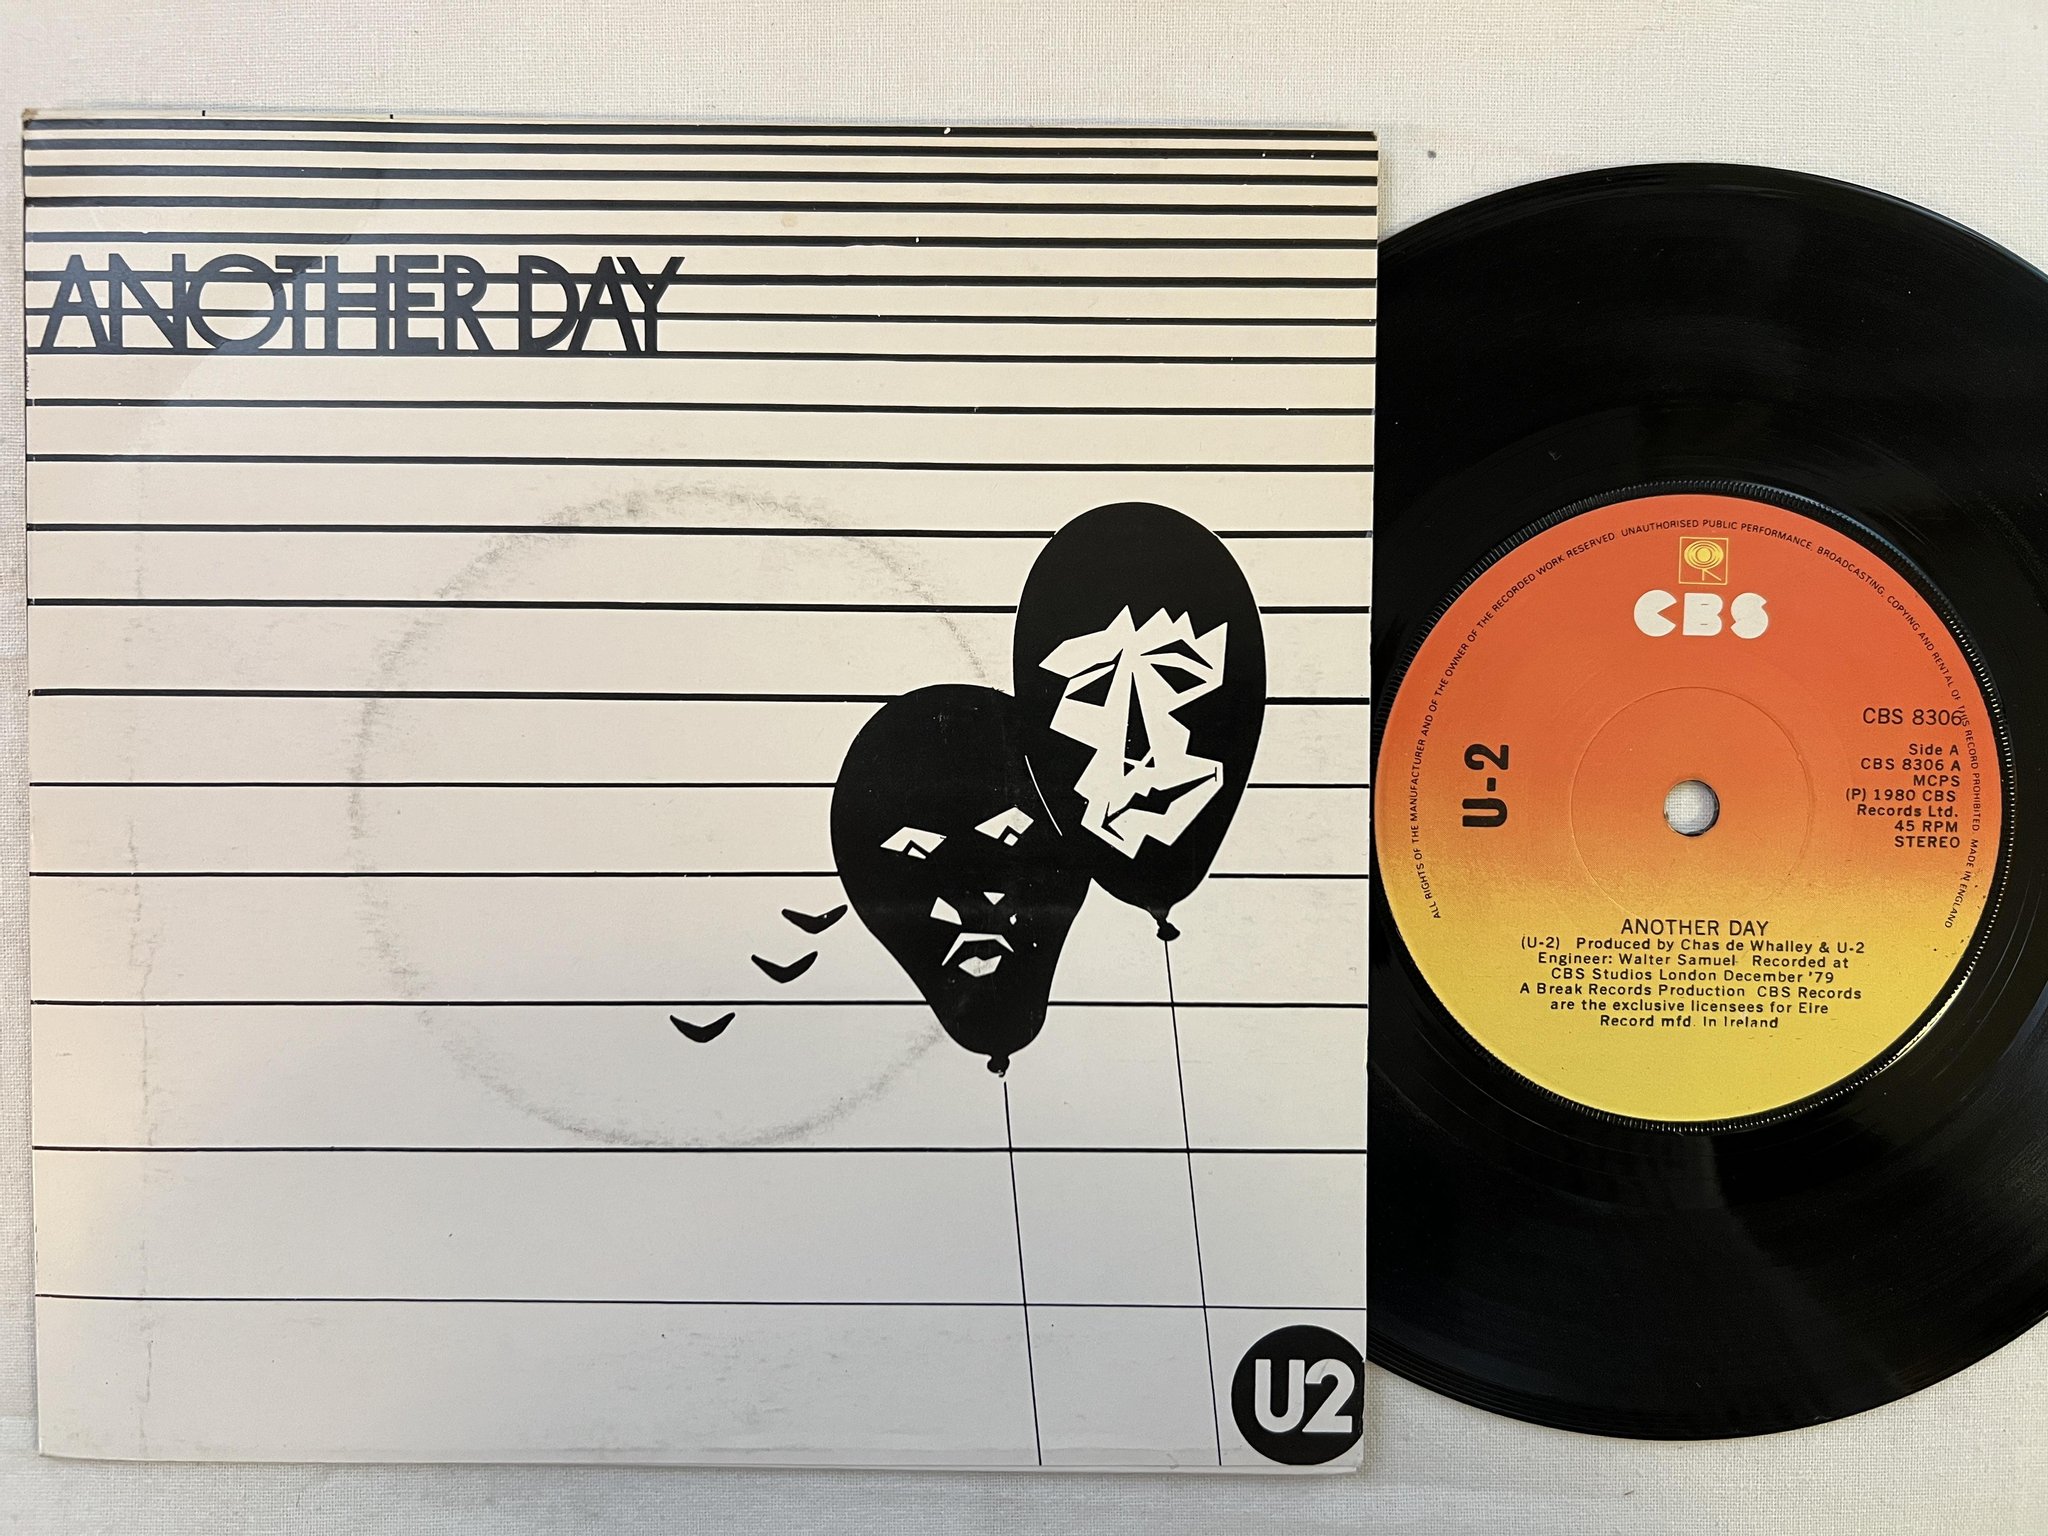 ANOTHER DAY
U2
ALL RIGHTS OF THE MANUFACTURER AND OF THE OWNER OF THE RECORDED WORK RESERVED. UNAUTHORISED PUBLIC PERFORMANCE, BROADCASTING, COPYING AND RENTAL OF THIS RECORD PROHIBITED. MADE IN ENGLAND
CBS
U-2
CBS 8306
Side A
CBS 8306 A
MCPS
(P) 1980 CBS
Records Ltd.
45 RPM
STEREO
ANOTHER DAY
(U-2) Produced by Chas de Whalley & U-2
Engineer: Walter Samuel Recorded at
CBS Studios London December '79
A Break Records Production CBS Records
are the exclusive licensees for Eire
Record mfd. in Ireland